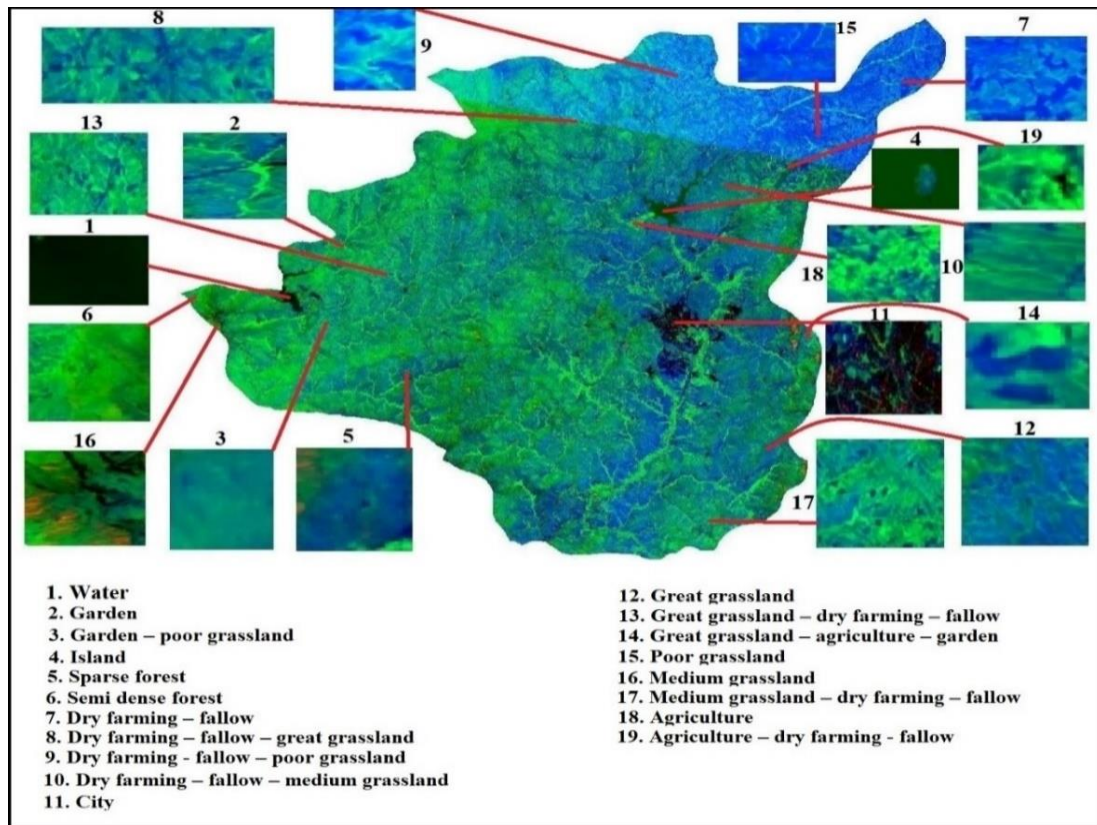 8
9
15
7
13
2
4
19
1
18
10
6
11
14
16
3
5
17
12
1. Water
2. Garden
3. Garden – poor grassland
4. Island
5. Sparse forest
6. Semi dense forest
7. Dry farming – fallow
8. Dry farming – fallow – great grassland
9. Dry farming - fallow – poor grassland
10. Dry farming – fallow – medium grassland
11. City
12. Great grassland
13. Great grassland – dry farming – fallow
14. Great grassland – agriculture – garden
15. Poor grassland
16. Medium grassland
17. Medium grassland – dry farming – fallow
18. Agriculture
19. Agriculture – dry farming - fallow